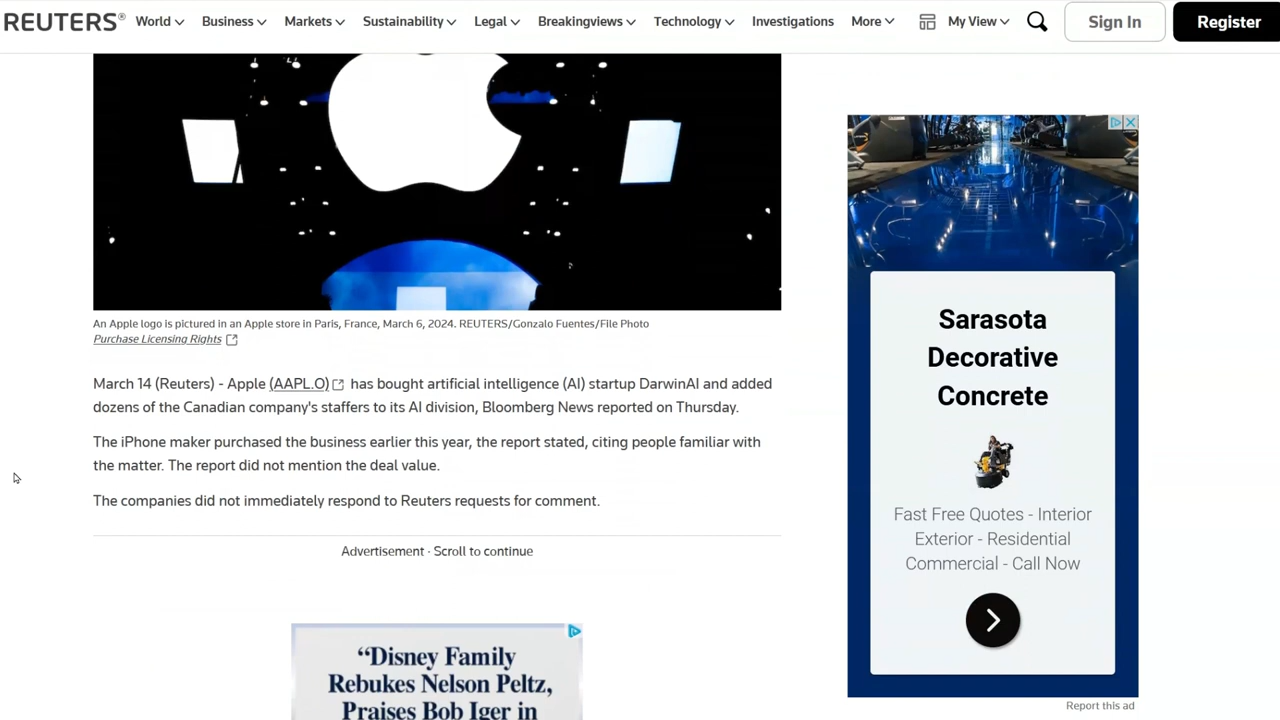 REUTERS®
World
Business
Markets
Sustainability
Legal
Breakingviews
Technology
Investigations
More
My View
Sign In
Register
An Apple logo is pictured in an Apple store in Paris, France, March 6, 2024. REUTERS/Gonzalo Fuentes/File Photo
Purchase Licensing Rights
March 14 (Reuters) - Apple (AAPL.O) has bought artificial intelligence (AI) startup DarwinAI and added
dozens of the Canadian company's staffers to its AI division, Bloomberg News reported on Thursday.
The iPhone maker purchased the business earlier this year, the report stated, citing people familiar with
the matter. The report did not mention the deal value.
The companies did not immediately respond to Reuters requests for comment.
Advertisement · Scroll to continue
“Disney Family
Rebukes Nelson Peltz,
Praises Bob Iger in
Sarasota
Decorative
Concrete
Fast Free Quotes - Interior
Exterior - Residential
Commercial - Call Now
Report this ad